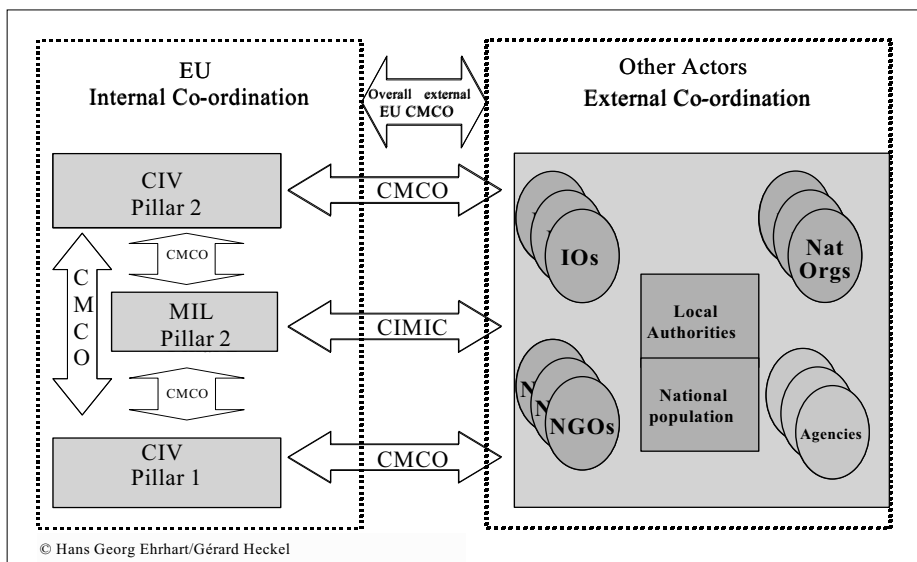 EU
Internal Co-ordination
Overall external
EU CMCO
Other Actors
External Co-ordination
CIV
Pillar 2
CMCO
CMCO
CMCO
MIL
Pillar 2
CIMIC
CMCO
CIV
Pillar 1
CMCO
IOs
Nat
Orgs
Local
Authorities
National
population
N
N
NGOs
Agencies
© Hans Georg Ehrhart/Gérard Heckel